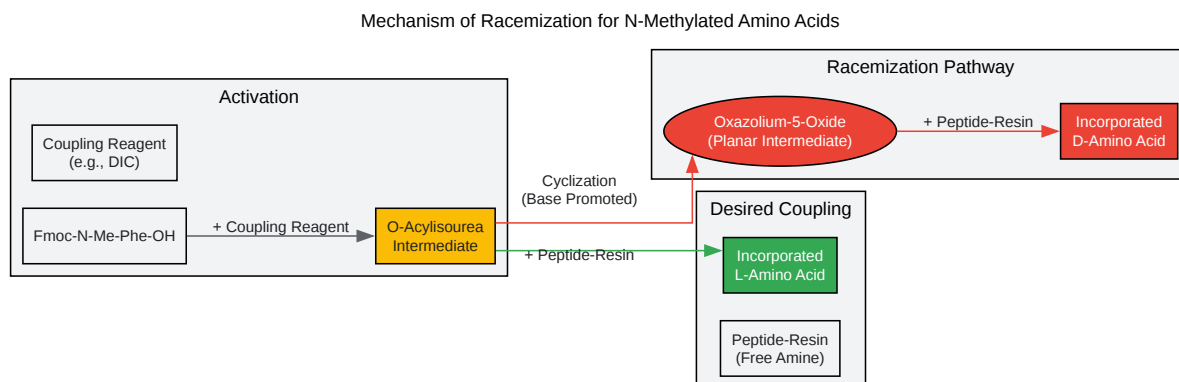 Mechanism of Racemization for N-Methylated Amino Acids
Activation
Coupling Reagent
(e.g., DIC)
Fmoc-N-Me-Phe-OH
+ Coupling Reagent
O-Acylisourea
Intermediate
Cyclization
(Base Promoted)
+ Peptide-Resin
Racemization Pathway
Oxazolium-5-Oxide
(Planar Intermediate)
+ Peptide-Resin
Incorporated
D-Amino Acid
Desired Coupling
Incorporated
L-Amino Acid
Peptide-Resin
(Free Amine)